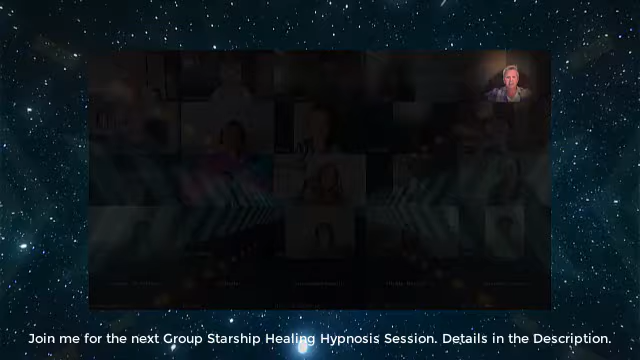 Join me for the next Group Starship Healing Hypnosis Session. Details in the Description.